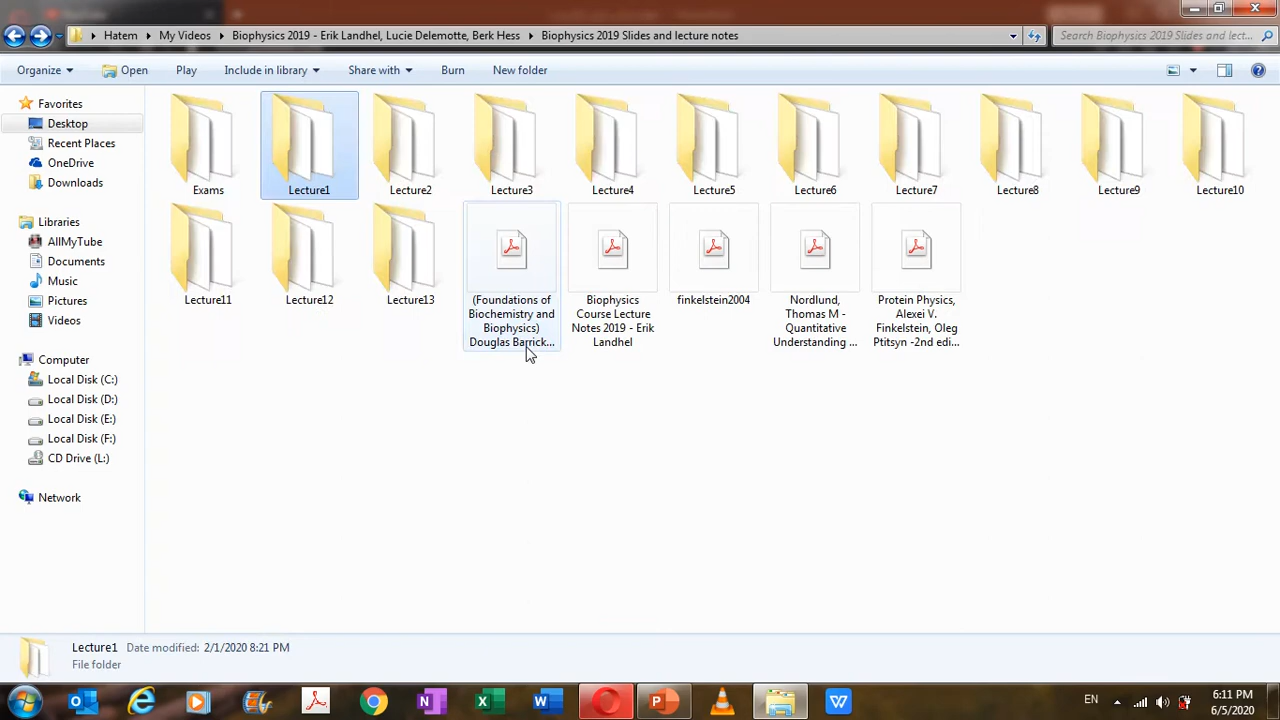 Hatem ▸ My Videos ▸ Biophysics 2019 - Erik Landhel, Lucie Delemotte, Berk Hess ▸ Biophysics 2019 Slides and lecture notes
Search Biophysics 2019 Slides and lect...
Organize Open Play Include in library Share with Burn New folder
Favorites
Desktop
Recent Places
OneDrive
Downloads
Libraries
AllMyTube
Documents
Music
Pictures
Videos
Computer
Local Disk (C:)
Local Disk (D:)
Local Disk (E:)
Local Disk (F:)
CD Drive (L:)
Network
Exams
Lecture1
Lecture2
Lecture3
Lecture4
Lecture5
Lecture6
Lecture7
Lecture8
Lecture9
Lecture10
Lecture11
Lecture12
Lecture13
(Foundations of
Biochemistry and
Biophysics)
Douglas Barrick...
Biophysics
Course Lecture
Notes 2019 - Erik
Landhel
finkelstein2004
Nordlund,
Thomas M -
Quantitative
Understanding ...
Protein Physics,
Alexei V.
Finkelstein, Oleg
Ptitsyn -2nd edi...
Lecture1 Date modified: 2/1/2020 8:21 PM
File folder
EN
6:11 PM
6/5/2020